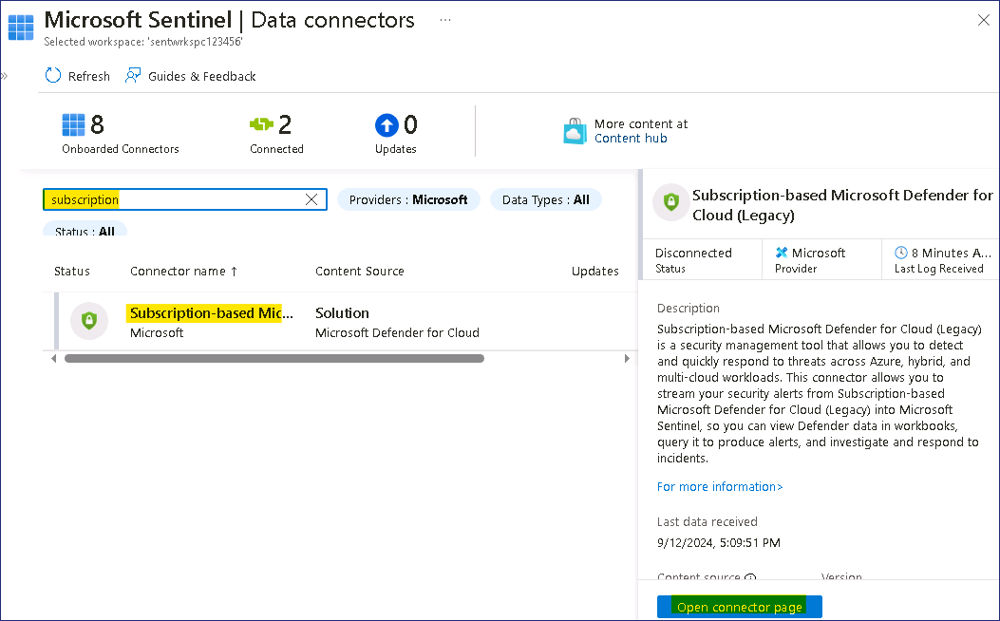 Microsoft Sentinel | Data connectors ...
Selected workspace: 'sentwrkspc123456'
» Refresh Guides & Feedback
8 Onboarded Connectors
2 Connected
0 Updates
More content at
Content hub
subscription
Providers : Microsoft
Data Types : All
Status : All
Status Connector name ↑ Content Source Updates
Subscription-based Mic... Solution
Microsoft Microsoft Defender for Cloud
Subscription-based Microsoft Defender for
Cloud (Legacy)
Disconnected Microsoft 8 Minutes A...
Status Provider Last Log Received
Description
Subscription-based Microsoft Defender for Cloud (Legacy)
is a security management tool that allows you to detect
and quickly respond to threats across Azure, hybrid, and
multi-cloud workloads. This connector allows you to
stream your security alerts from Subscription-based
Microsoft Defender for Cloud (Legacy) into Microsoft
Sentinel, so you can view Defender data in workbooks,
query it to produce alerts, and investigate and respond to
incidents.
For more information>
Last data received
9/12/2024, 5:09:51 PM
Content source Version
Open connector page